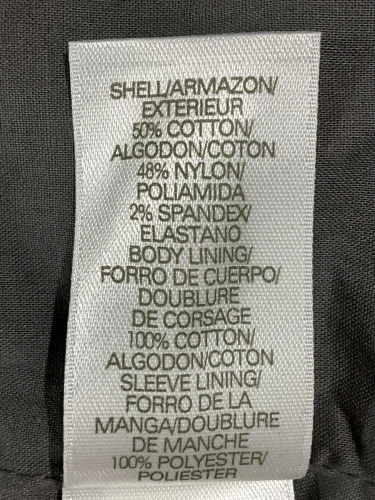 SHELL/ARMAZON/
EXTERIEUR
50% COTTON/
ALGODON/COTON
48% NYLON/
POLIAMIDA
2% SPANDEX/
ELASTANO
BODY LINING/
FORRO DE CUERPO/
DOUBLURE
DE CORSAGE
100% COTTON/
ALGODON/COTON
SLEEVE LINING/
FORRO DE LA
MANGA/DOUBLURE
DE MANCHE
100% POLYESTER/
POLIESTER